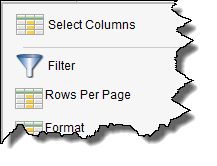 Select Columns
Filter
Rows Per Page
Format